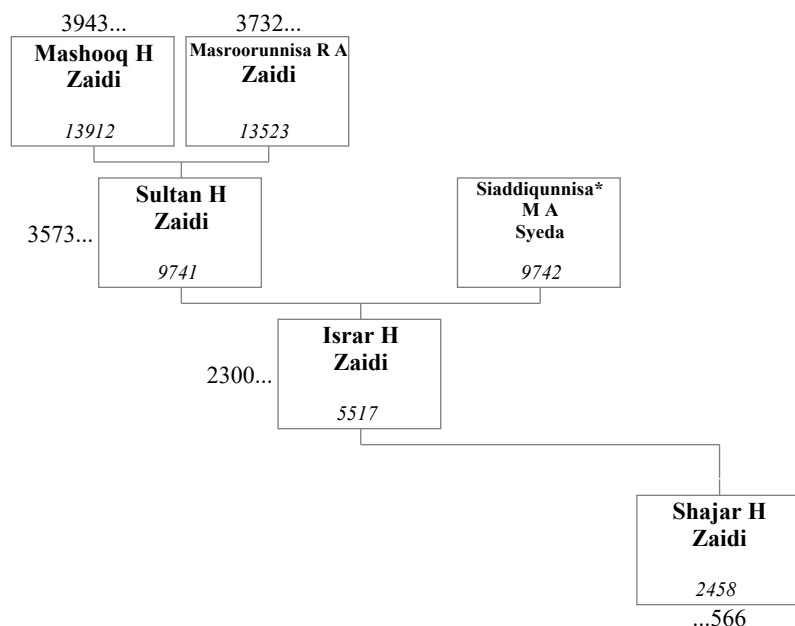 3943...
3732...
Mashooq H
Zaidi
13912
Masroorunnisa R A
Zaidi
13523
3573...
Sultan H
Zaidi
9741
Siaddiqunnisa*
M A
Syeda
9742
2300...
Israr H
Zaidi
5517
Shajar H
Zaidi
2458
...566